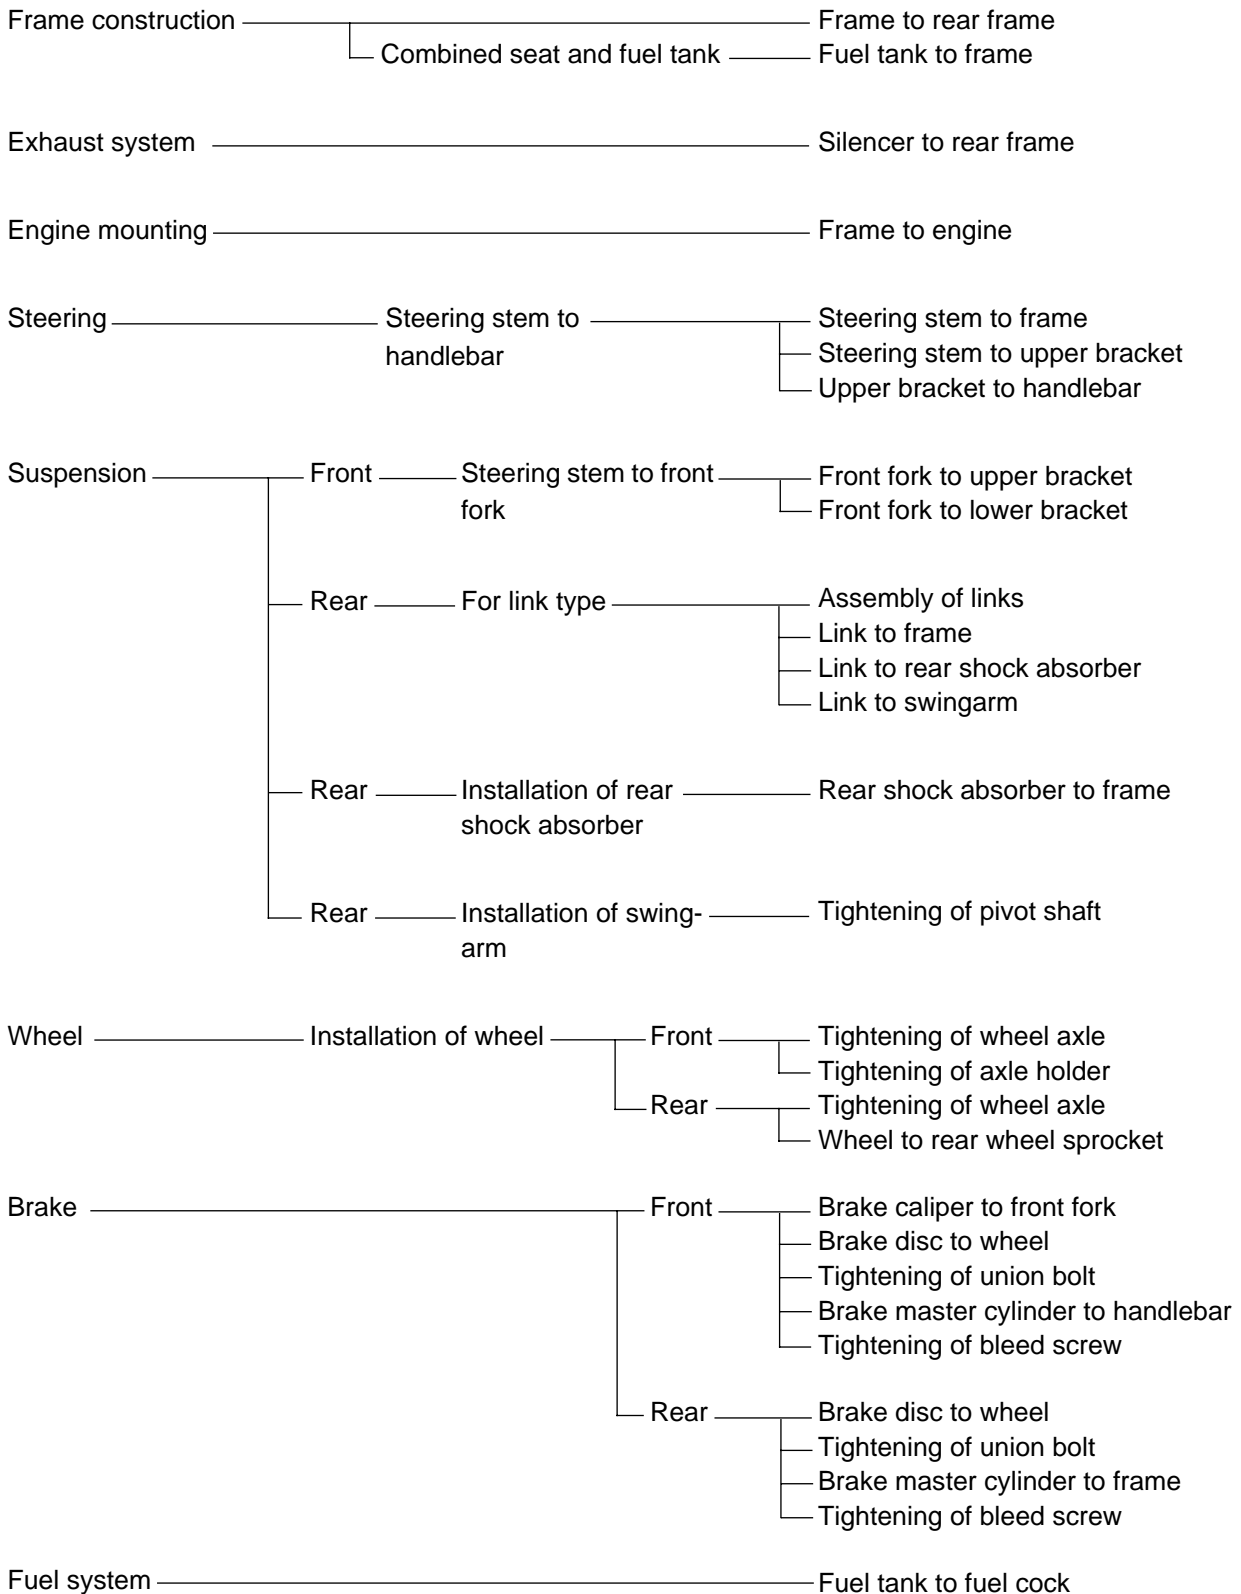 Frame construction Frame to rear frame
Combined seat and fuel tank Fuel tank to frame
Exhaust system Silencer to rear frame
Engine mounting Frame to engine
Steering Steering stem to Steering stem to frame
handlebar Steering stem to upper bracket
Upper bracket to handlebar
Suspension Front Steering stem to front Front fork to upper bracket
fork Front fork to lower bracket
Rear For link type Assembly of links
Link to frame
Link to rear shock absorber
Link to swingarm
Rear Installation of rear Rear shock absorber to frame
shock absorber
Rear Installation of swing- Tightening of pivot shaft
arm
Wheel Installation of wheel Front Tightening of wheel axle
Tightening of axle holder
Rear Tightening of wheel axle
Wheel to rear wheel sprocket
Brake Front Brake caliper to front fork
Brake disc to wheel
Tightening of union bolt
Brake master cylinder to handlebar
Tightening of bleed screw
Rear Brake disc to wheel
Tightening of union bolt
Brake master cylinder to frame
Tightening of bleed screw
Fuel system Fuel tank to fuel cock